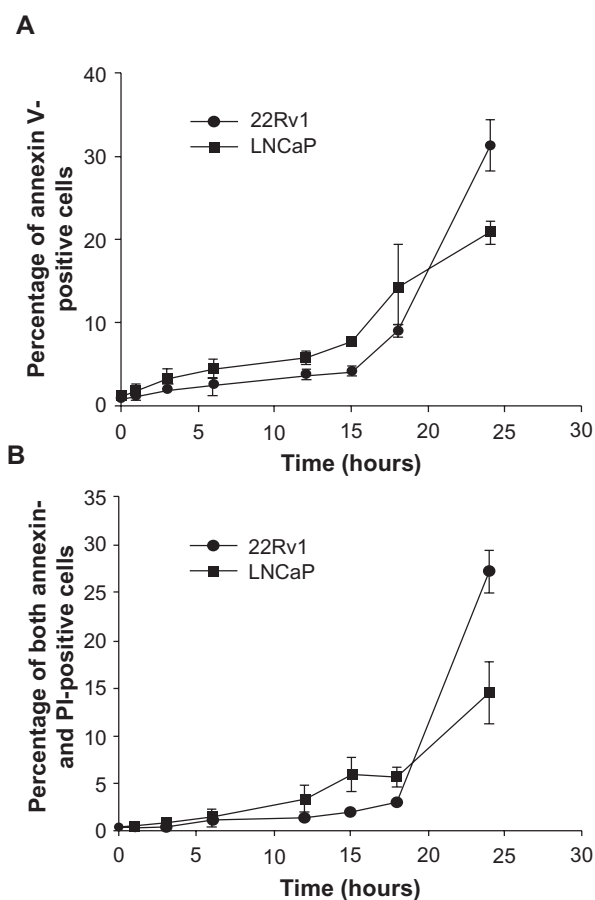 A
40
30
20
10
0
Percentage of annexin V-
positive cells
22Rv1
LNCaP
0 5 10 15 20 25 30
Time (hours)
B
35
30
25
20
15
10
5
0
Percentage of both annexin-
and PI-positive cells
22Rv1
LNCaP
0 5 10 15 20 25 30
Time (hours)